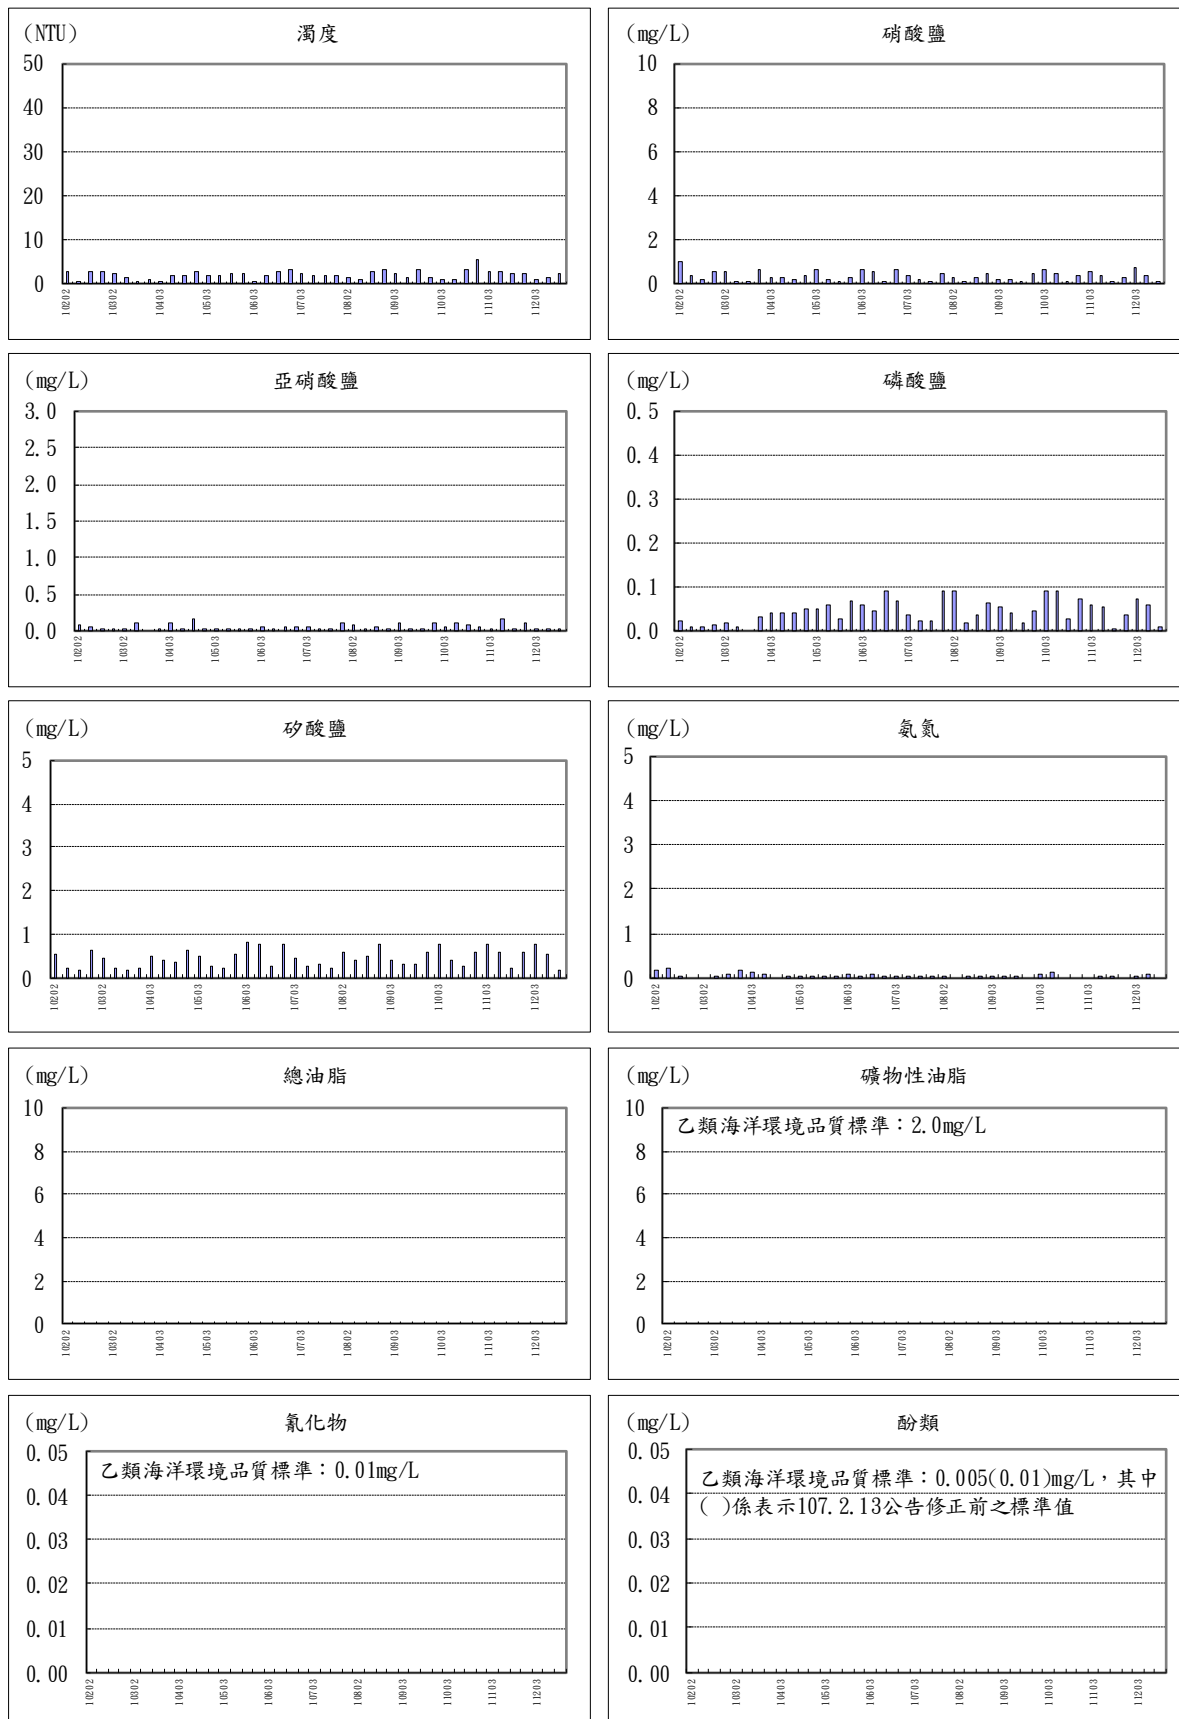 (NTU) 濁度
50
40
30
20
10
0
10202 10302 10403 10503 10603 10703 10802 10903 11003 11103 11203
(mg/L) 硝酸鹽
10
8
6
4
2
0
10202 10302 10403 10503 10603 10703 10802 10903 11003 11103 11203
(mg/L) 亞硝酸鹽
3.0
2.5
2.0
1.5
1.0
0.5
0.0
10202 10302 10403 10503 10603 10703 10802 10903 11003 11103 11203
(mg/L) 磷酸鹽
0.5
0.4
0.3
0.2
0.1
0.0
10202 10302 10403 10503 10603 10703 10802 10903 11003 11103 11203
(mg/L) 矽酸鹽
5
4
3
2
1
0
10202 10302 10403 10503 10603 10703 10802 10903 11003 11103 11203
(mg/L) 氨氮
5
4
3
2
1
0
10202 10302 10403 10503 10603 10703 10802 10903 11003 11103 11203
(mg/L) 總油脂
10
8
6
4
2
0
10202 10302 10403 10503 10603 10703 10802 10903 11003 11103 11203
(mg/L) 礦物性油脂
10
乙類海洋環境品質標準：2.0mg/L
8
6
4
2
0
10202 10302 10403 10503 10603 10703 10802 10903 11003 11103 11203
(mg/L) 氰化物
0.05
乙類海洋環境品質標準：0.01mg/L
0.04
0.03
0.02
0.01
0.00
10202 10302 10403 10503 10603 10703 10802 10903 11003 11103 11203
(mg/L) 酚類
0.05
乙類海洋環境品質標準：0.005(0.01)mg/L，其中
( )係表示107.2.13公告修正前之標準值
0.04
0.03
0.02
0.01
0.00
10202 10302 10403 10503 10603 10703 10802 10903 11003 11103 11203